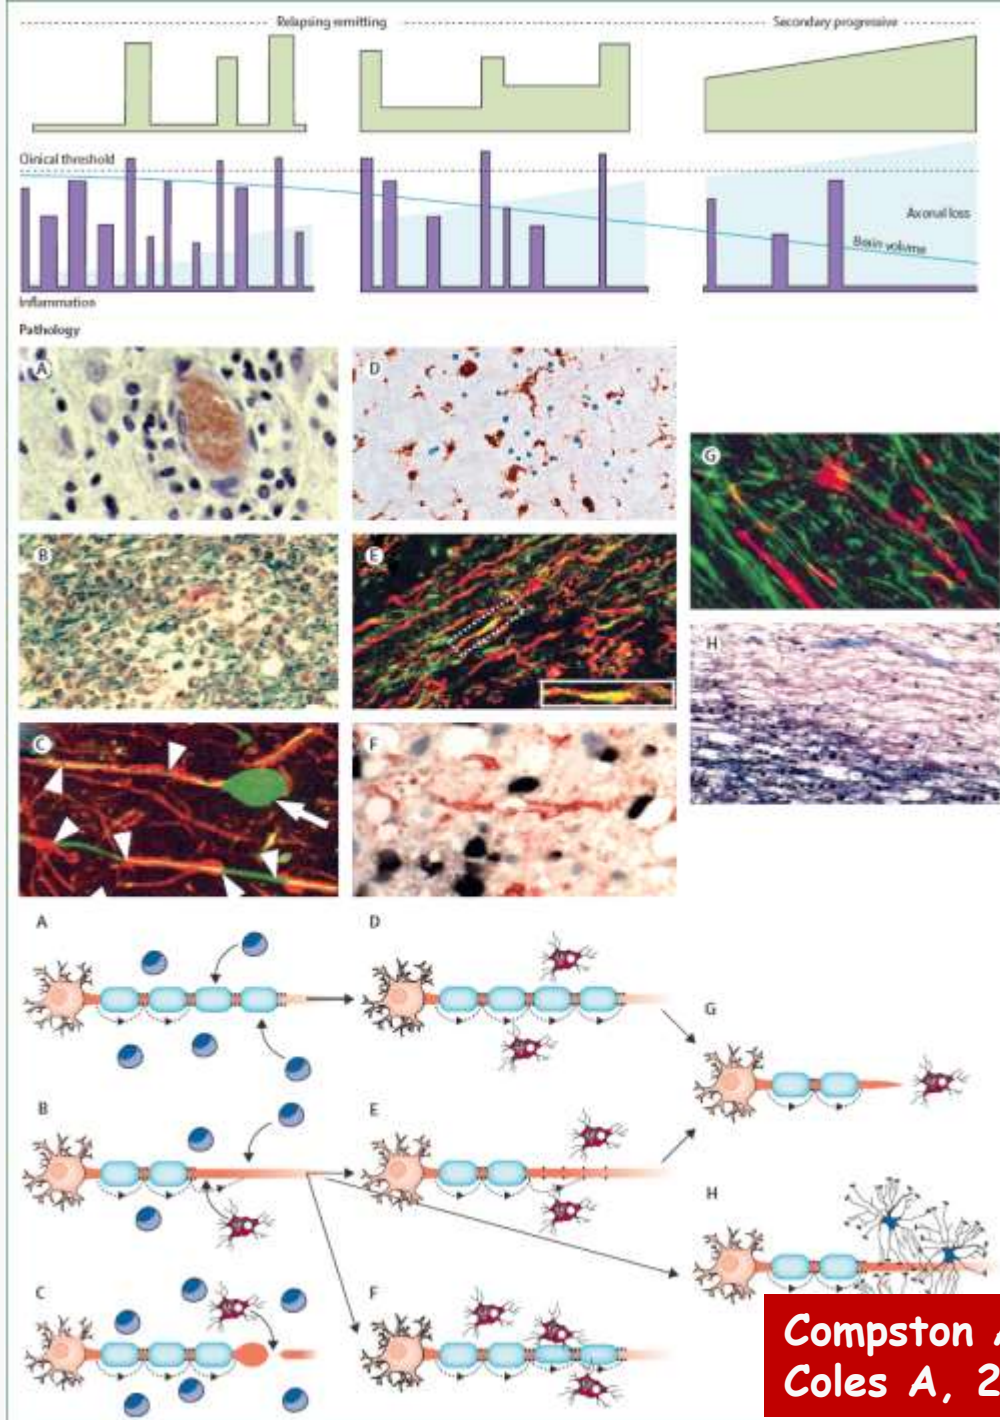 Relapsing remitting
Secondary progressive
Clinical threshold
Axonal loss
Brain volume
Inflammation
Pathology
A
D
G
B
E
H
C
F
A
D
G
B
E
H
C
F
Compston
Coles A, 2